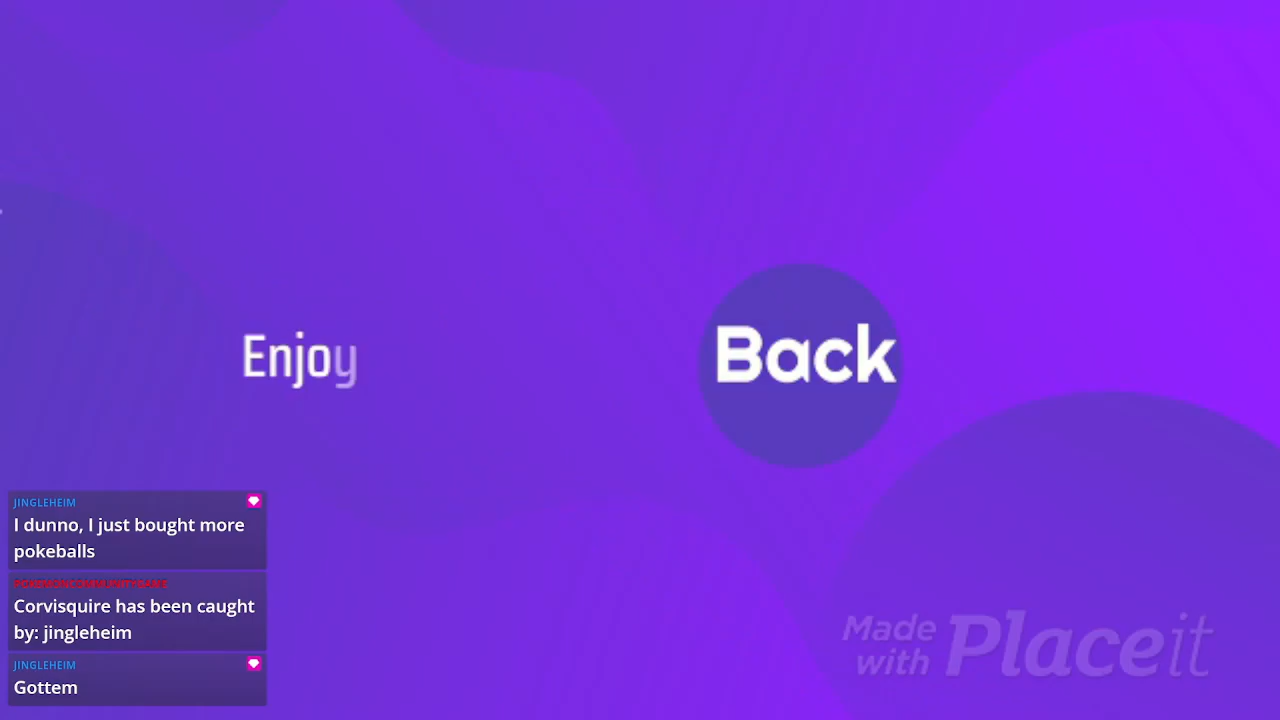 Enjoy
Back
JINGLEHEIM
I dunno, I just bought more
pokeballs
POKEMONCOMMUNITYGAME
Corvisquire has been caught
by: jingleheim
JINGLEHEIM
Gottem
Made
with Placeit